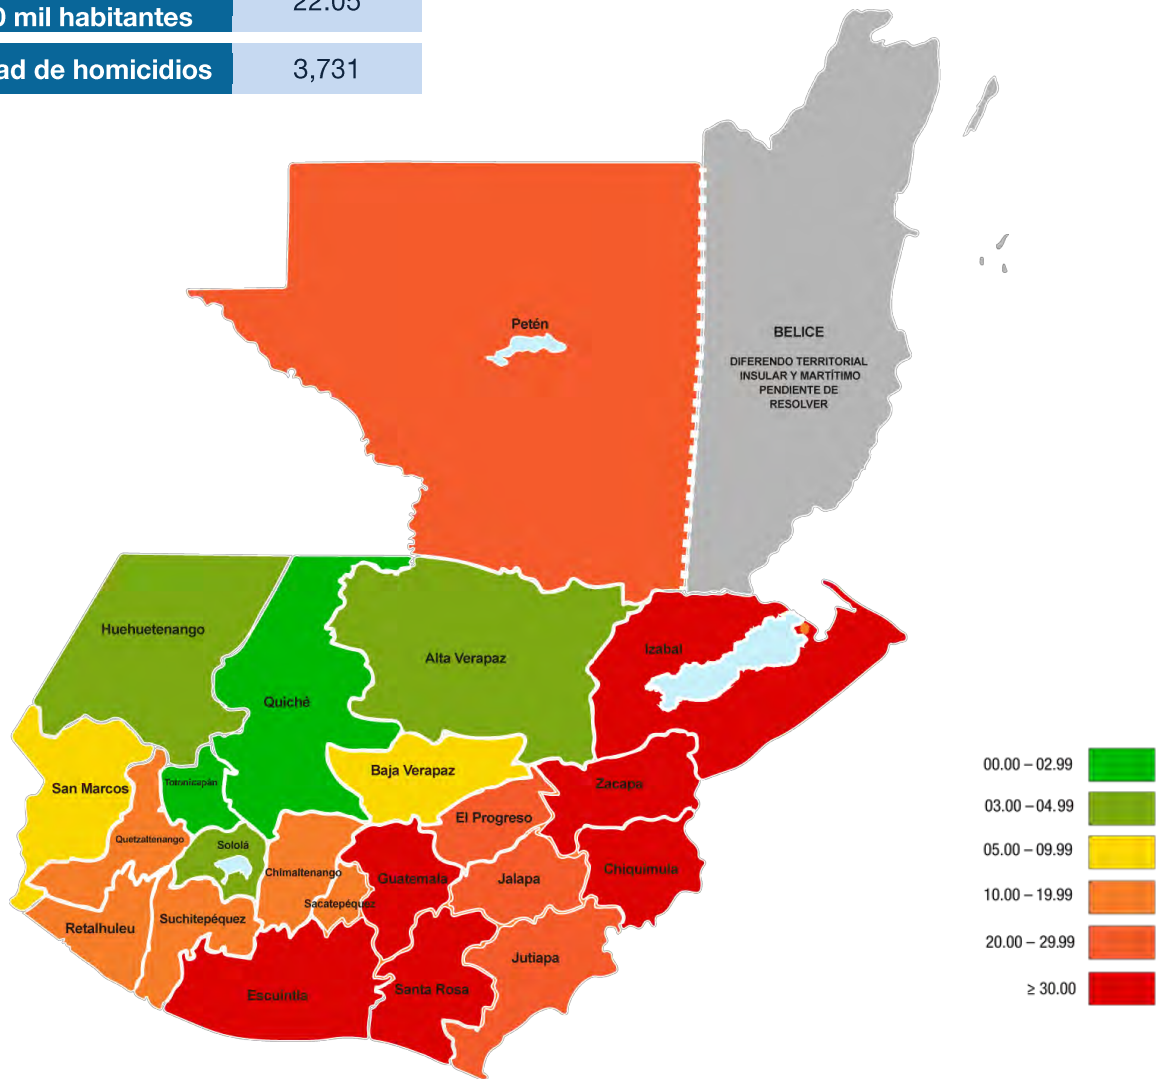 22.05
0 mil habitantes
ad de homicidios
3,731
Petén
BELICE
DIFERENDO TERRITORIAL
INSULAR Y MARTÍTIMO
PENDIENTE DE
RESOLVER
Huehuetenango
Izabal
Alta Verapaz
Quiché
Baja Verapaz
Totonicapán
San Marcos
Zacapa
El Progreso
Quetzaltenango
Sololá
Chimaltenango
Guatemala
Jalapa
Chiquimula
Sacatepéquez
Suchitepéquez
Retalhuleu
Jutiapa
Escuintla
Santa Rosa
00.00 – 02.99
03.00 – 04.99
05.00 – 09.99
10.00 – 19.99
20.00 – 29.99
≥ 30.00